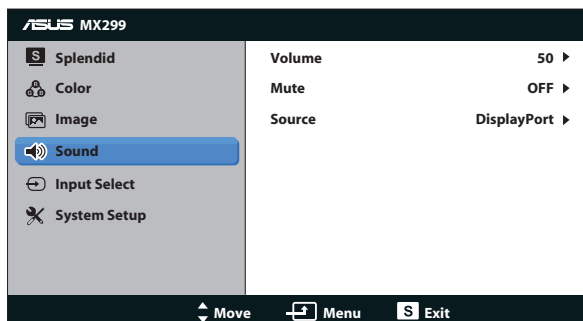 ASUS MX299
S Splendid
Color
Image
Sound
Input Select
System Setup
Volume 50
Mute OFF
Source DisplayPort
Move Menu S Exit